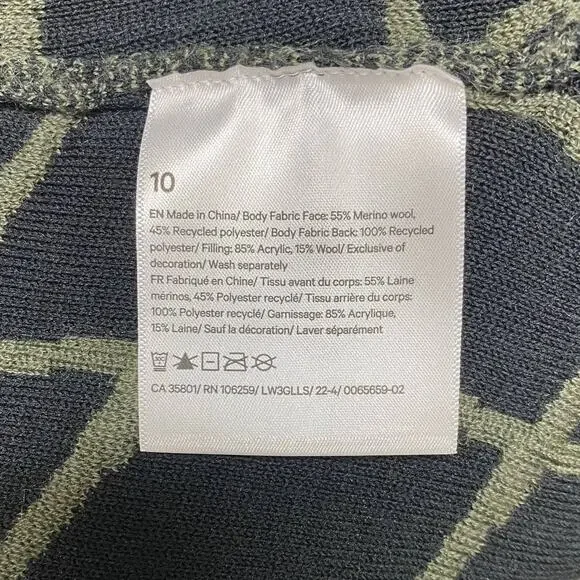 10
EN Made in China/ Body Fabric Face: 55% Merino wool,
45% Recycled polyester/ Body Fabric Back: 100% Recycled
polyester/ Filling: 85% Acrylic, 15% Wool/ Exclusive of
decoration/ Wash separately
FR Fabriqué en Chine/ Tissu avant du corps: 55% Laine
mérinos, 45% Polyester recyclé/ Tissu arrière du corps:
100% Polyester recyclé/ Garnissage: 85% Acrylique,
15% Laine/ Sauf la décoration/ Laver séparément
CA 35801/ RN 106259/ LW3GLLS/ 22-4/ 0065659-02